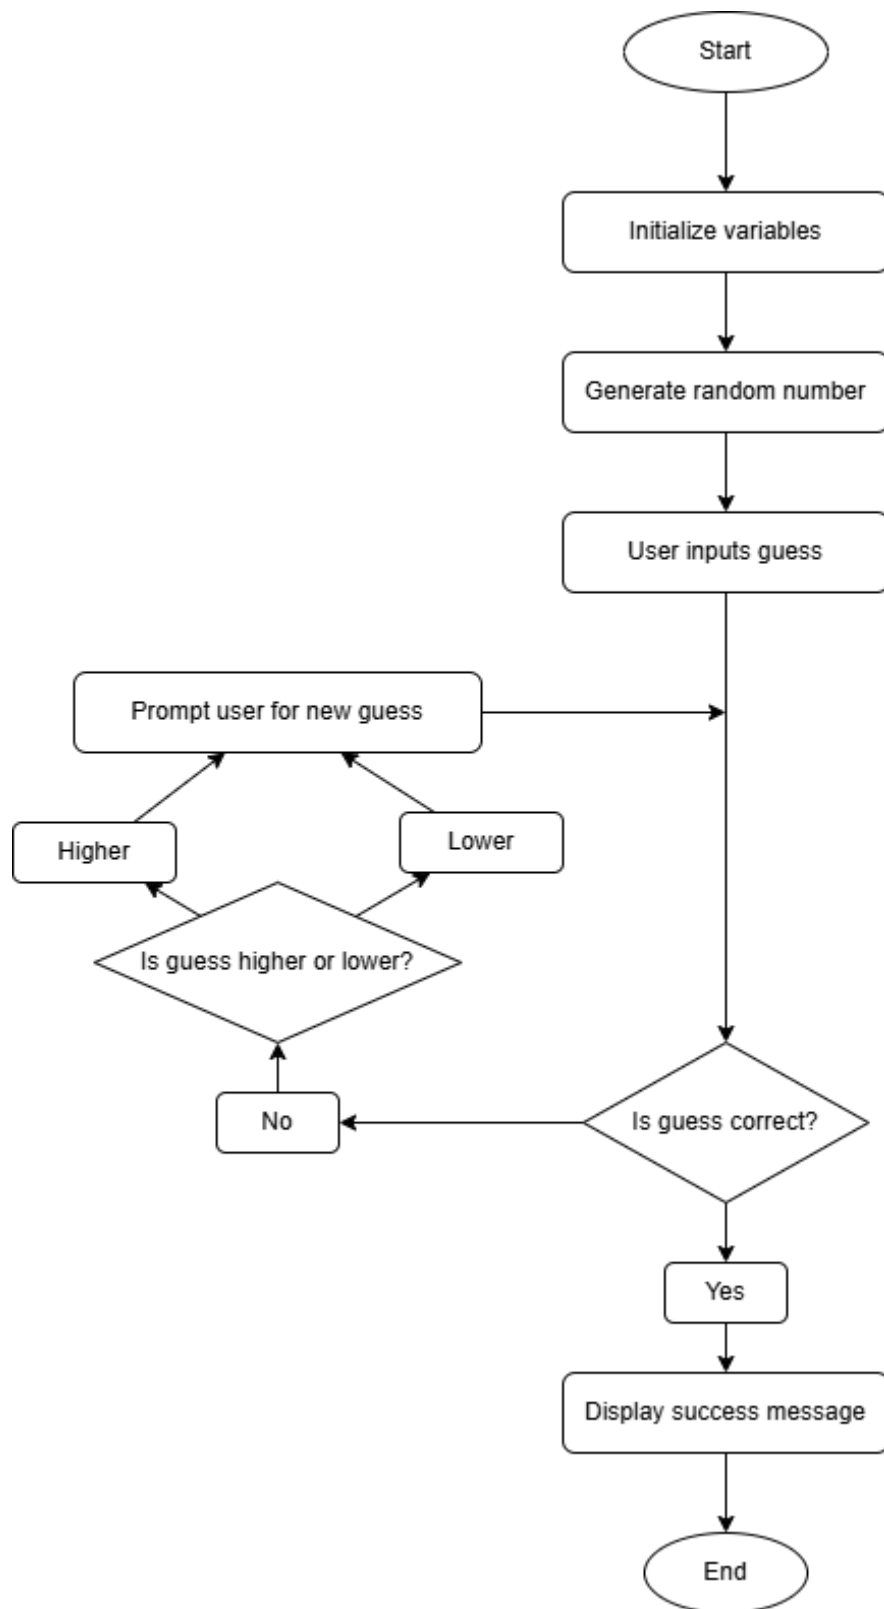 Start
Initialize variables
Generate random number
User inputs guess
Prompt user for new guess
Higher
Lower
Is guess higher or lower?
No
Is guess correct?
Yes
Display success message
End